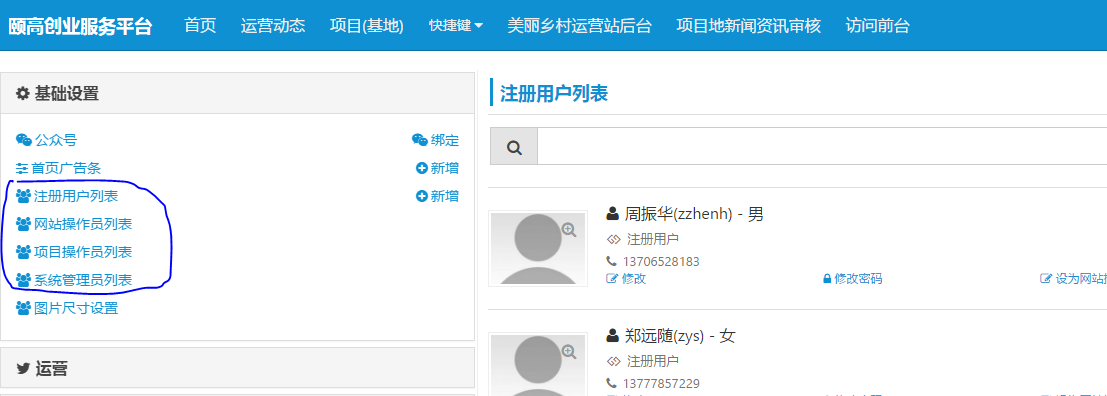 颐高创业服务平台 首页 运营动态 项目(基地) 快捷键 美丽乡村运营站后台 项目地新闻资讯审核 访问前台
基础设置
公众号 绑定
首页广告条 新增
注册用户列表 新增
网站操作员列表
项目操作员列表
系统管理员列表
图片尺寸设置
运营
注册用户列表
周振华(zzhenh) - 男
注册用户
13706528183
修改 修改密码 设为网站
郑远随(zys) - 女
注册用户
13777857229